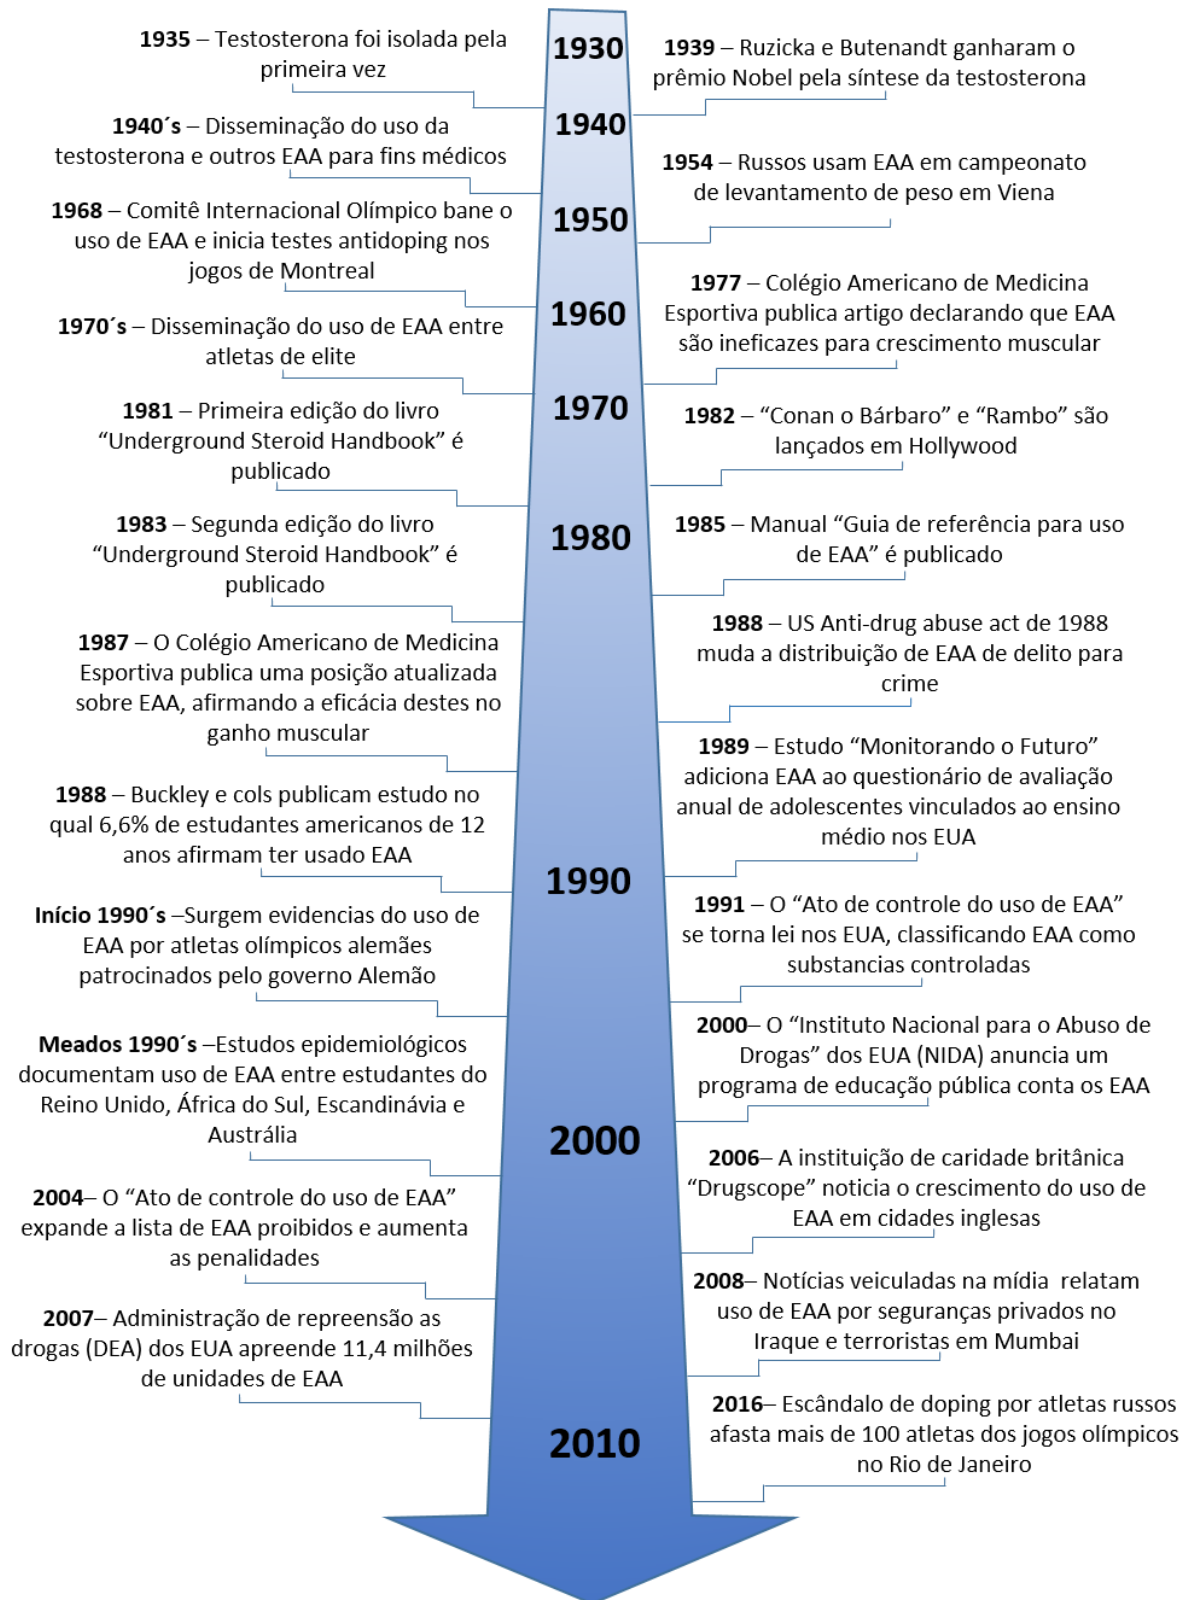 1930
1935 – Testosterona foi isolada pela
primeira vez
1939 – Ruzicka e Butenandt ganharam o
prêmio Nobel pela síntese da testosterona
1940
1940´s – Disseminação do uso da
testosterona e outros EAA para fins médicos
1954 – Russos usam EAA em campeonato
de levantamento de peso em Viena
1950
1968 – Comitê Internacional Olímpico bane o
uso de EAA e inicia testes antidoping nos
jogos de Montreal
1977 – Colégio Americano de Medicina
Esportiva publica artigo declarando que EAA
são ineficazes para crescimento muscular
1960
1970´s – Disseminação do uso de EAA entre
atletas de elite
1970
1981 – Primeira edição do livro
“Underground Steroid Handbook” é
publicado
1982 – “Conan o Bárbaro” e “Rambo” são
lançados em Hollywood
1980
1983 – Segunda edição do livro
“Underground Steroid Handbook” é
publicado
1985 – Manual “Guia de referência para uso
de EAA” é publicado
1987 – O Colégio Americano de Medicina
Esportiva publica uma posição atualizada
sobre EAA, afirmando a eficácia destes no
ganho muscular
1988 – US Anti-drug abuse act de 1988
muda a distribuição de EAA de delito para
crime
1988 – Buckley e cols publicam estudo no
qual 6,6% de estudantes americanos de 12
anos afirmam ter usado EAA
1989 – Estudo “Monitorando o Futuro”
adiciona EAA ao questionário de avaliação
anual de adolescentes vinculados ao ensino
médio nos EUA
1990
Início 1990´s –Surgem evidencias do uso de
EAA por atletas olímpicos alemães
patrocinados pelo governo Alemão
1991 – O “Ato de controle do uso de EAA”
se torna lei nos EUA, classificando EAA como
substancias controladas
Meados 1990´s –Estudos epidemiológicos
documentam uso de EAA entre estudantes do
Reino Unido, África do Sul, Escandinávia e
Austrália
2000– O “Instituto Nacional para o Abuso de
Drogas” dos EUA (NIDA) anuncia um
programa de educação pública conta os EAA
2000
2004– O “Ato de controle do uso de EAA”
expande a lista de EAA proibidos e aumenta
as penalidades
2006– A instituição de caridade britânica
“Drugscope” noticia o crescimento do uso de
EAA em cidades inglesas
2007– Administração de repreensão as
drogas (DEA) dos EUA apreende 11,4 milhões
de unidades de EAA
2008– Notícias veiculadas na mídia relatam
uso de EAA por seguranças privados no
Iraque e terroristas em Mumbai
2010
2016– Escândalo de doping por atletas russos
afasta mais de 100 atletas dos jogos olímpicos
no Rio de Janeiro